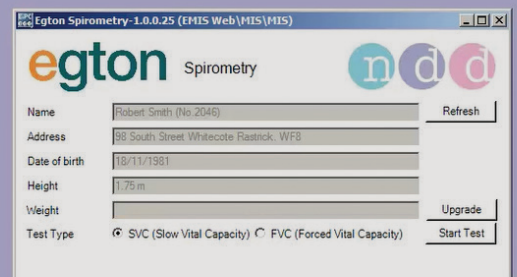 Egton Spirometry-1.0.0.25 (EMIS Web\MIS\MIS)
egton Spirometry ndd
Name Robert Smith (No.2046) Refresh
Address 98 South Street Whitecote Rastrick, WF8
Date of birth 18/11/1981
Height 1.75 m
Weight Upgrade
Test Type SVC (Slow Vital Capacity) FVC (Forced Vital Capacity) Start Test